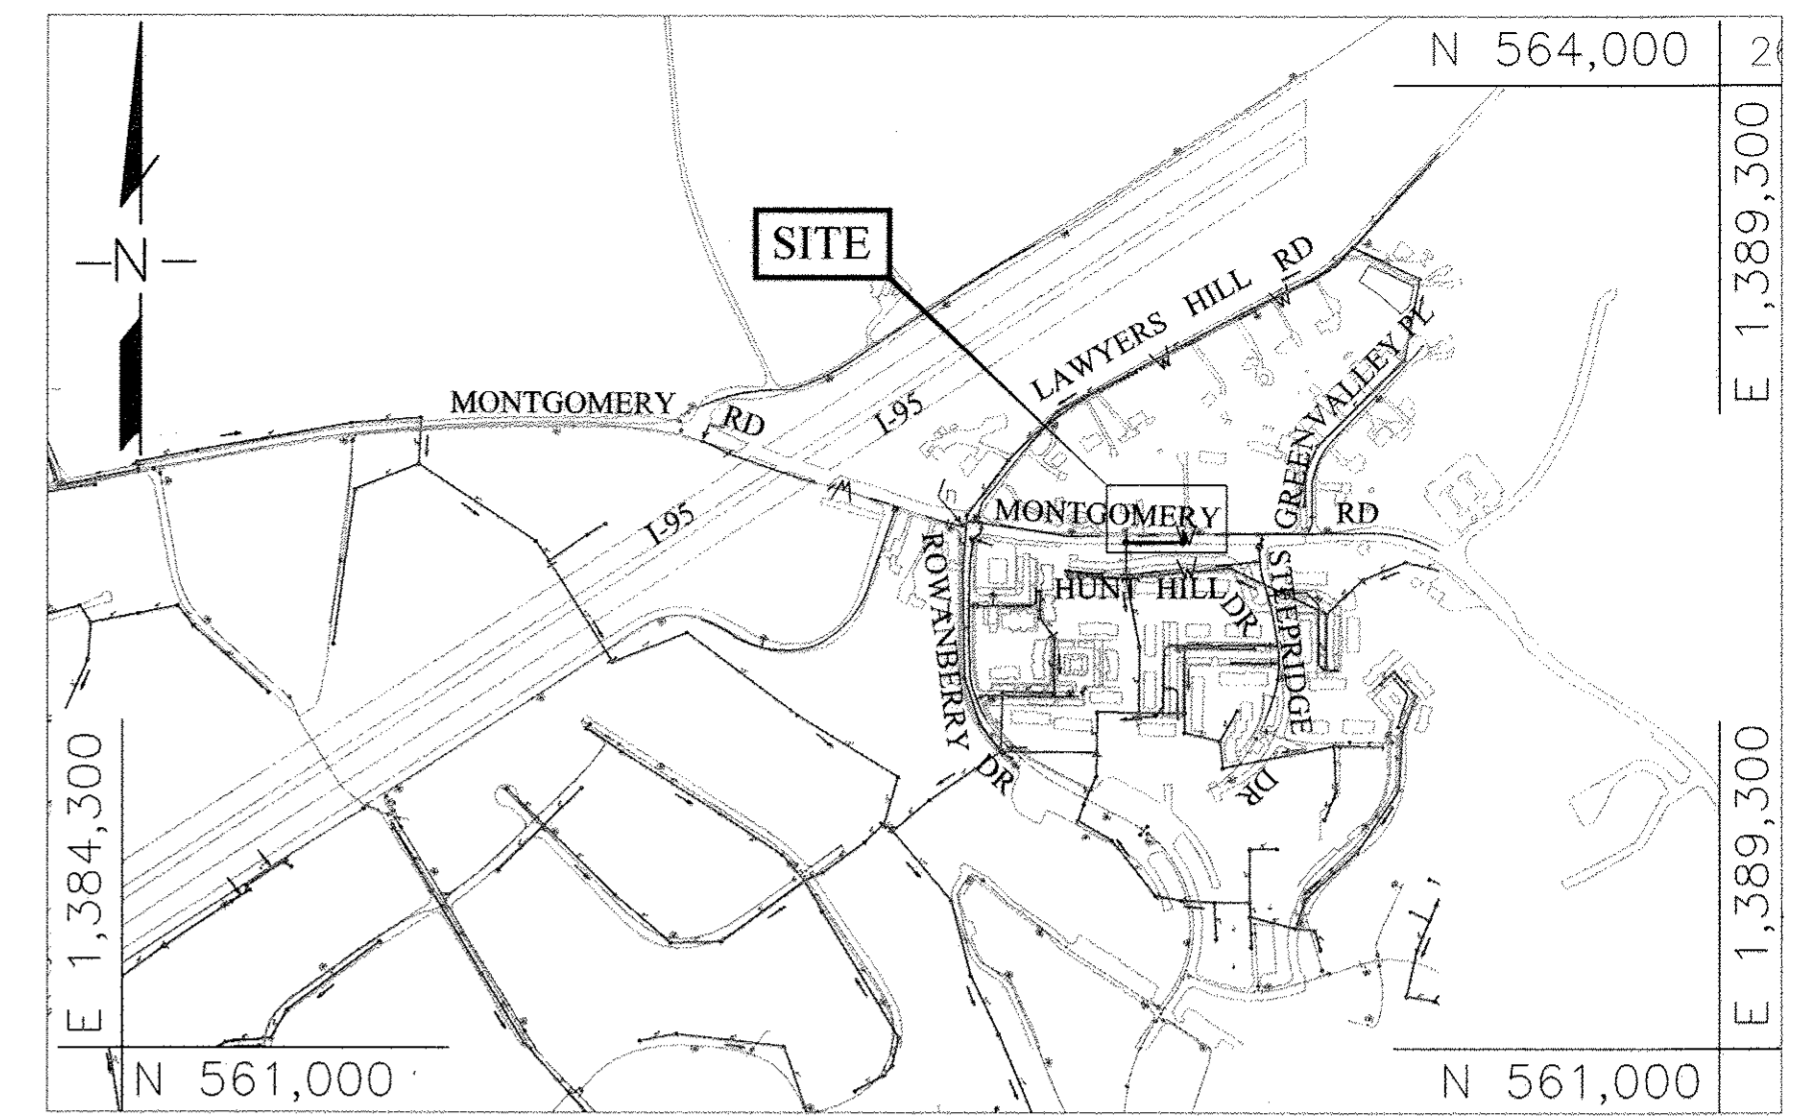 N 564,000
20
E 1,389,300
-N-
SITE
LAWYERS HILL RD
MONTGOMERY RD
I-95
GREENVALLEY PL
I-95
MONTGOMERY RD
HUNT HILL DR
ROWANBERRY DR
STEEPRIDGE DR
W
W
W
W
W
E 1,384,300
E 1,389,300
N 561,000
N 561,000